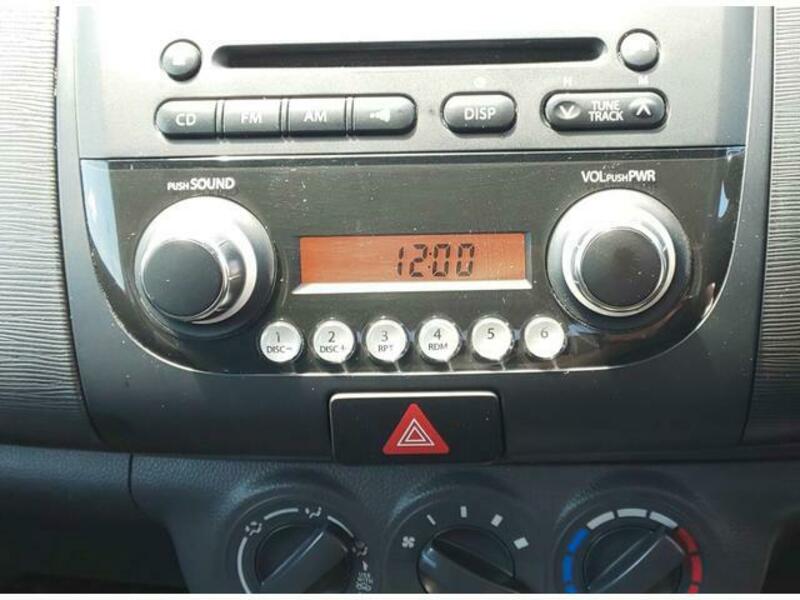 H M
CD FM AM DISP TUNE
TRACK
PUSH SOUND VOL PUSH PWR
12:00
1 2 3 4 5 6
DISC- DISC+ RPT RDM